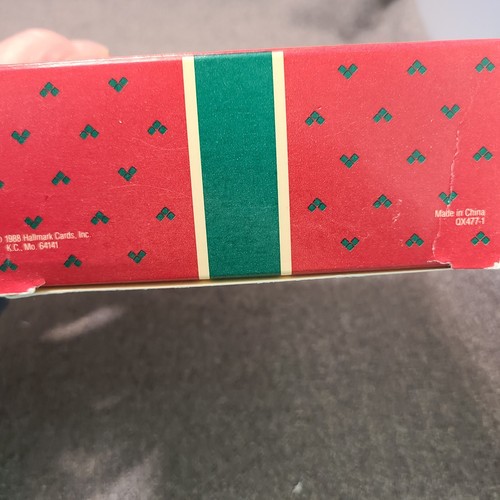 1988 Hallmark Cards, Inc.
K.C., Mo. 64141
Made in China
QX477-1